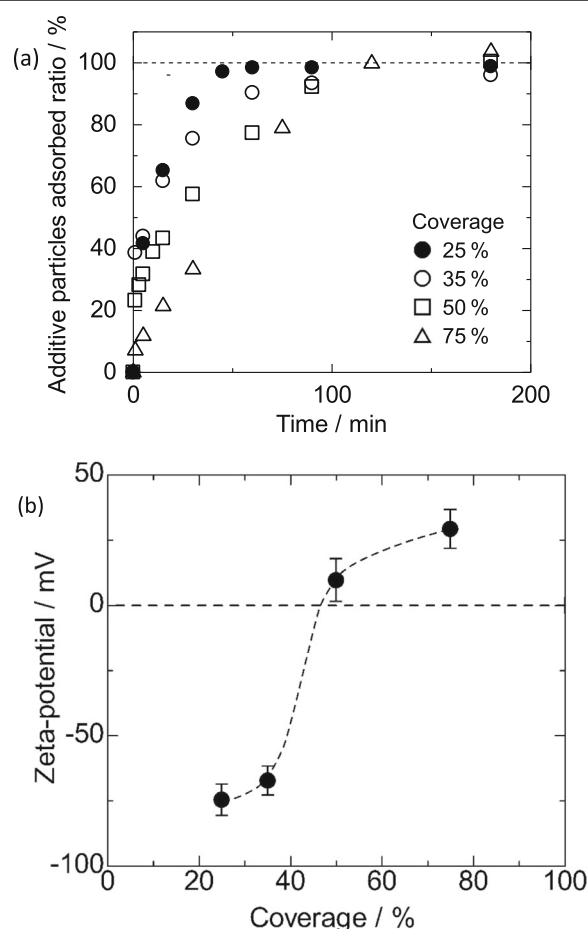 (a)
Additive particles adsorbed ratio / %
100
80
60
40
20
0
Coverage
25 %
35 %
50 %
75 %
0 100 200
Time / min
(b)
Zeta-potential / mV
50
0
-50
-100
0 20 40 60 80 100
Coverage / %